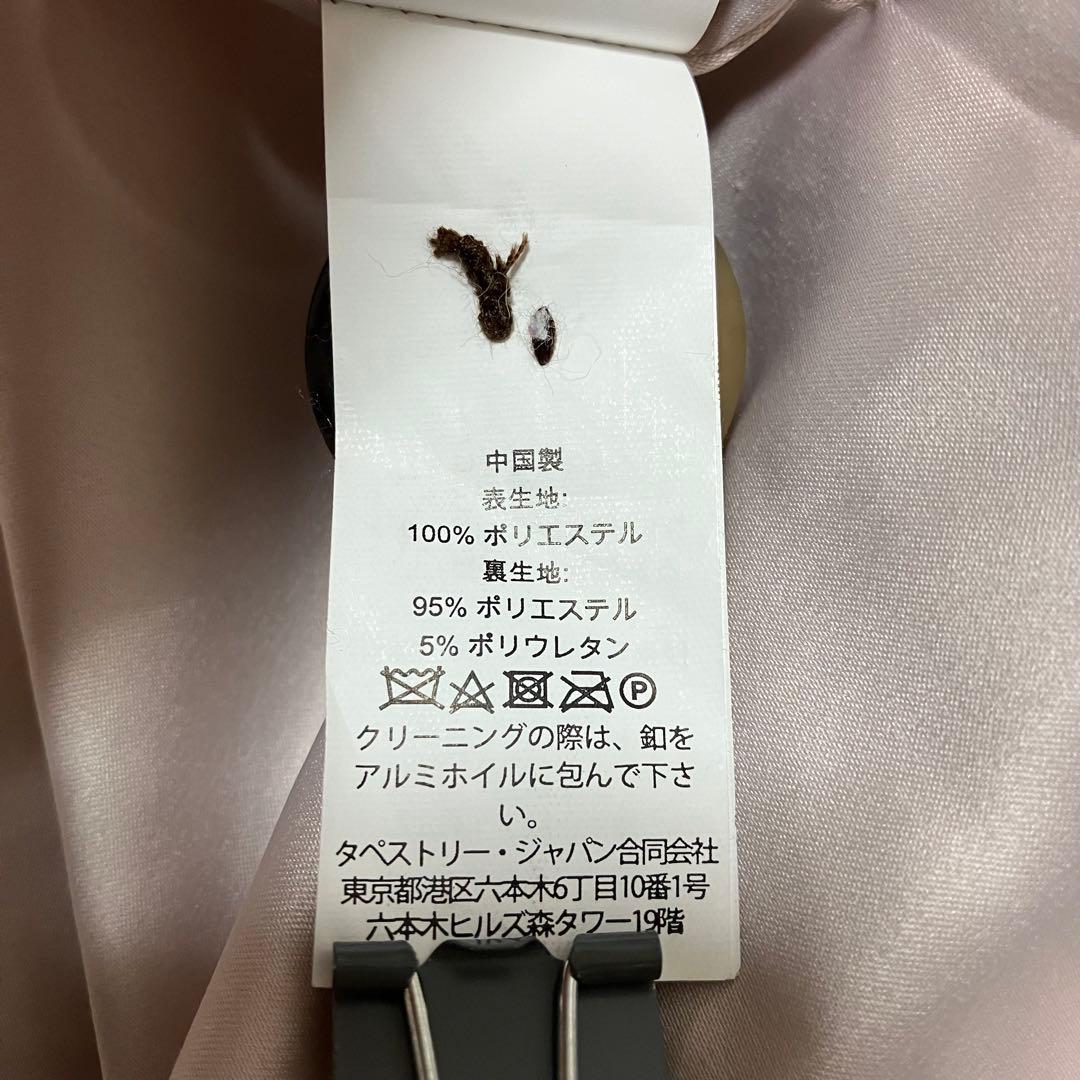 中国製
表生地:
100% ポリエステル
裏生地:
95% ポリエステル
5% ポリウレタン
P
クリーニングの際は、釦を
アルミホイルに包んで下さ
い。
タペストリー・ジャパン合同会社
東京都港区六本木6丁目10番1号
六本木ヒルズ森タワー19階